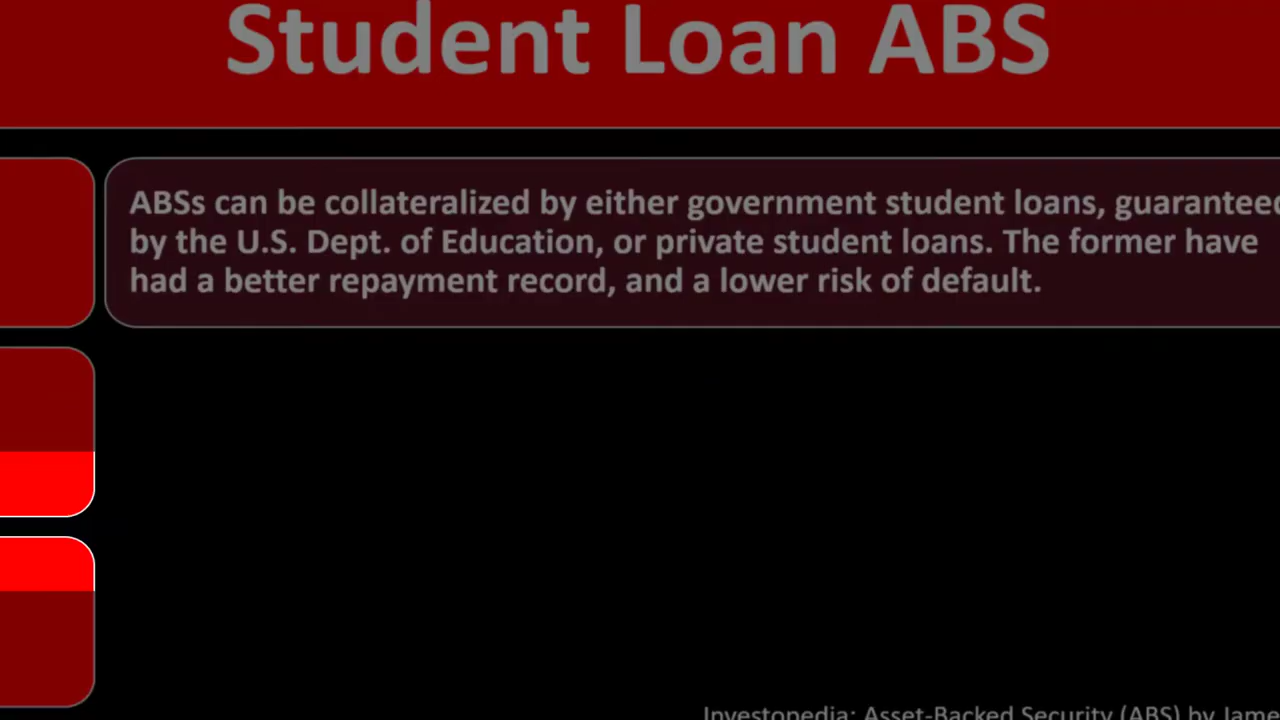 Student Loan ABS
ABSs can be collateralized by either government student loans, guaranteed
by the U.S. Dept. of Education, or private student loans. The former have
had a better repayment record, and a lower risk of default.
Investopedia: Asset-Backed Security (ABS) by Jame